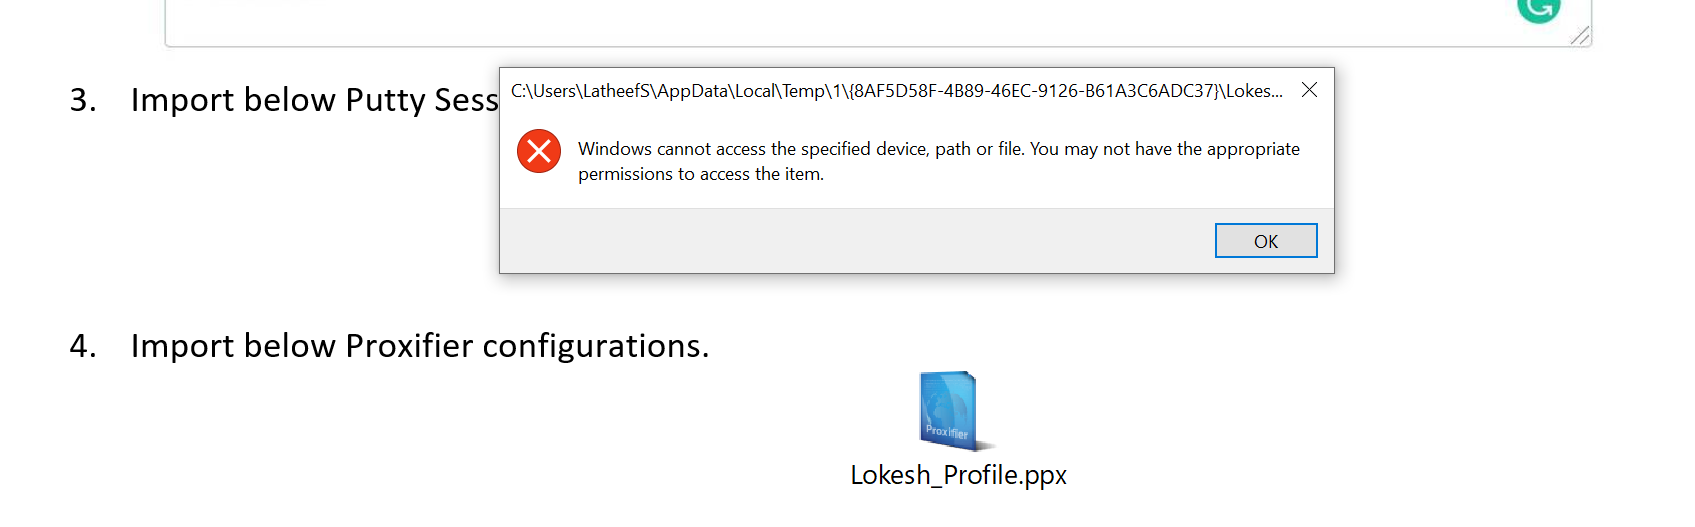 3. Import below Putty Sess
C:\Users\LatheefS\AppData\Local\Temp\1\{8AF5D58F-4B89-46EC-9126-B61A3C6ADC37}\Lokes...
Windows cannot access the specified device, path or file. You may not have the appropriate
permissions to access the item.
OK
4. Import below Proxifier configurations.
Proxifier
Lokesh_Profile.ppx